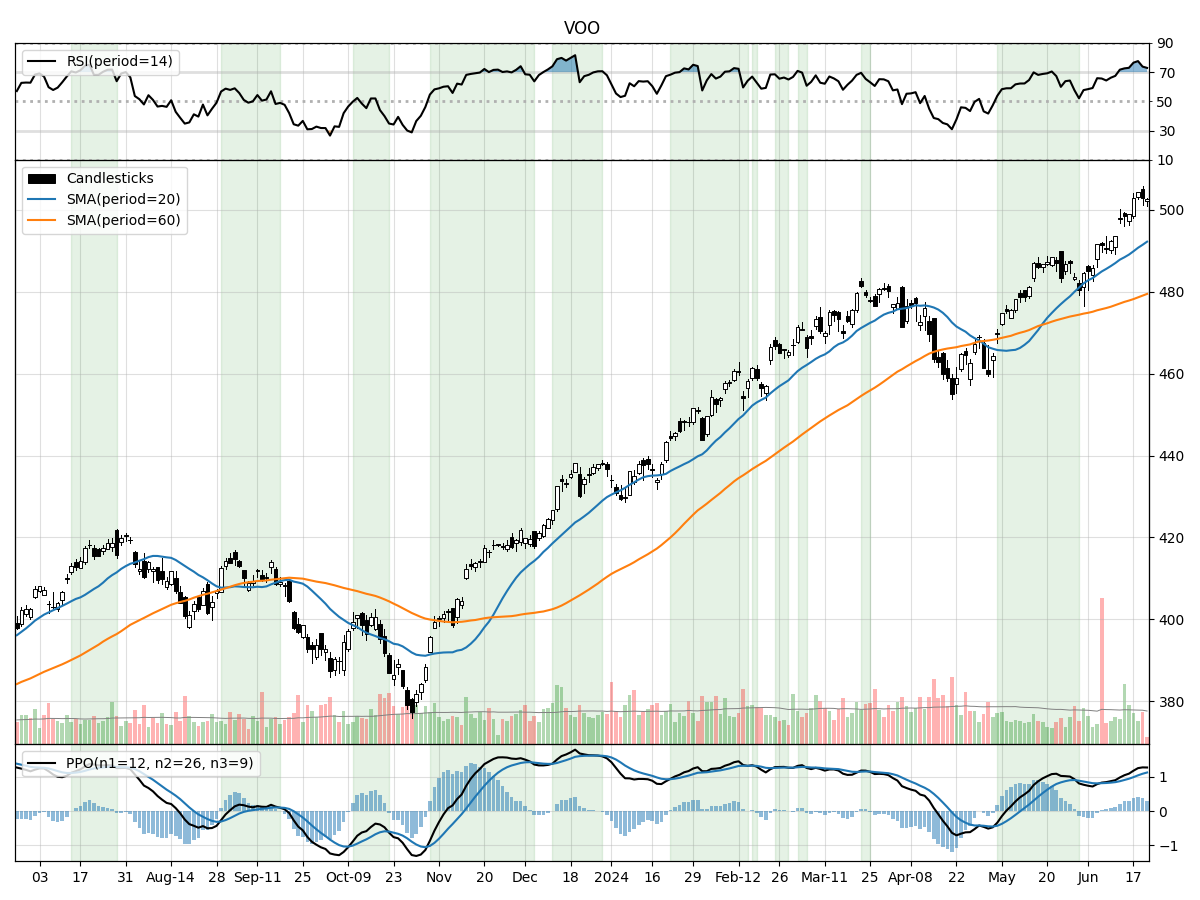 VOO
RSI(period=14)
90
70
50
30
10
Candlesticks
SMA(period=20)
SMA(period=60)
500
480
460
440
420
400
380
PPO(n1=12, n2=26, n3=9)
1
0
−1
03 17 31 Aug-14 28 Sep-11 25 Oct-09 23 Nov 20 Dec 18 2024 16 29 Feb-12 26 Mar-11 25 Apr-08 22 May 20 Jun 17